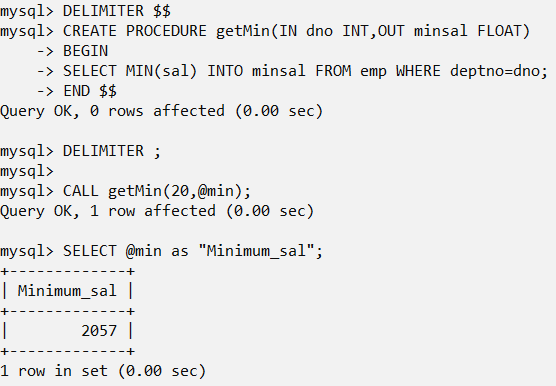 mysql> DELIMITER $$
mysql> CREATE PROCEDURE getMin(IN dno INT,OUT minsal FLOAT)
    -> BEGIN
    -> SELECT MIN(sal) INTO minsal FROM emp WHERE deptno=dno;
    -> END $$
Query OK, 0 rows affected (0.00 sec)

mysql> DELIMITER ;
mysql>
mysql> CALL getMin(20,@min);
Query OK, 1 row affected (0.00 sec)

mysql> SELECT @min as "Minimum_sal";
+-------------+
| Minimum_sal |
+-------------+
|        2057 |
+-------------+
1 row in set (0.00 sec)